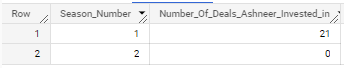 Row Season_Number Number_Of_Deals_Ashneer_Invested_in
1 1 21
2 2 0